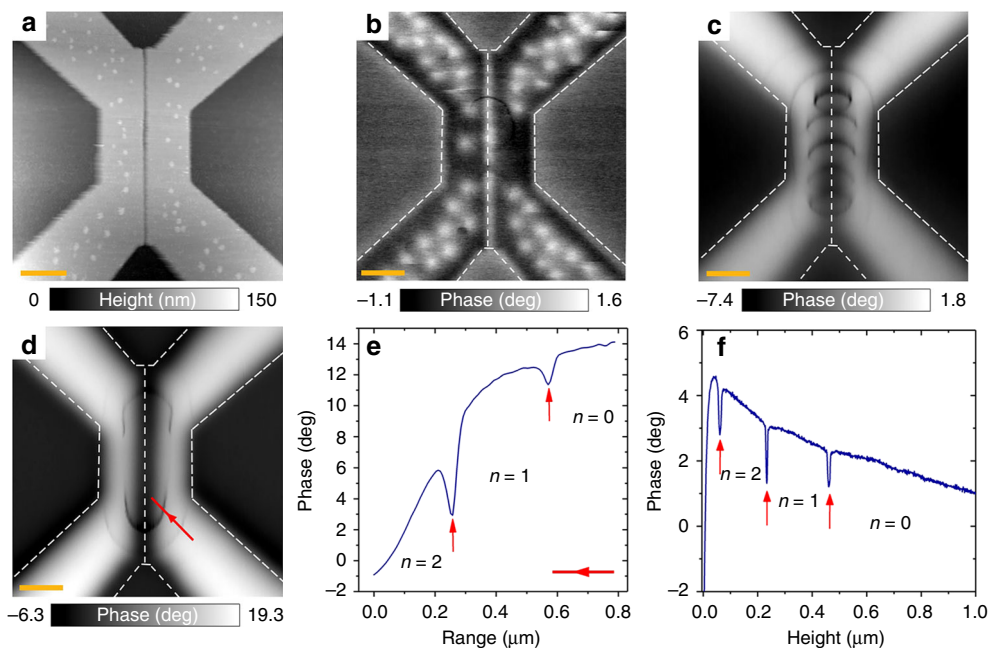 a
b
c
0 Height (nm) 150
–1.1 Phase (deg) 1.6
–7.4 Phase (deg) 1.8
d
–6.3 Phase (deg) 19.3
e
14
12
10
8
6
4
2
0
–2
Phase (deg)
n = 0
n = 1
n = 2
0.0 0.2 0.4 0.6 0.8
Range (μm)
f
6
4
2
0
–2
Phase (deg)
n = 2
n = 1
n = 0
0.0 0.2 0.4 0.6 0.8 1.0
Height (μm)